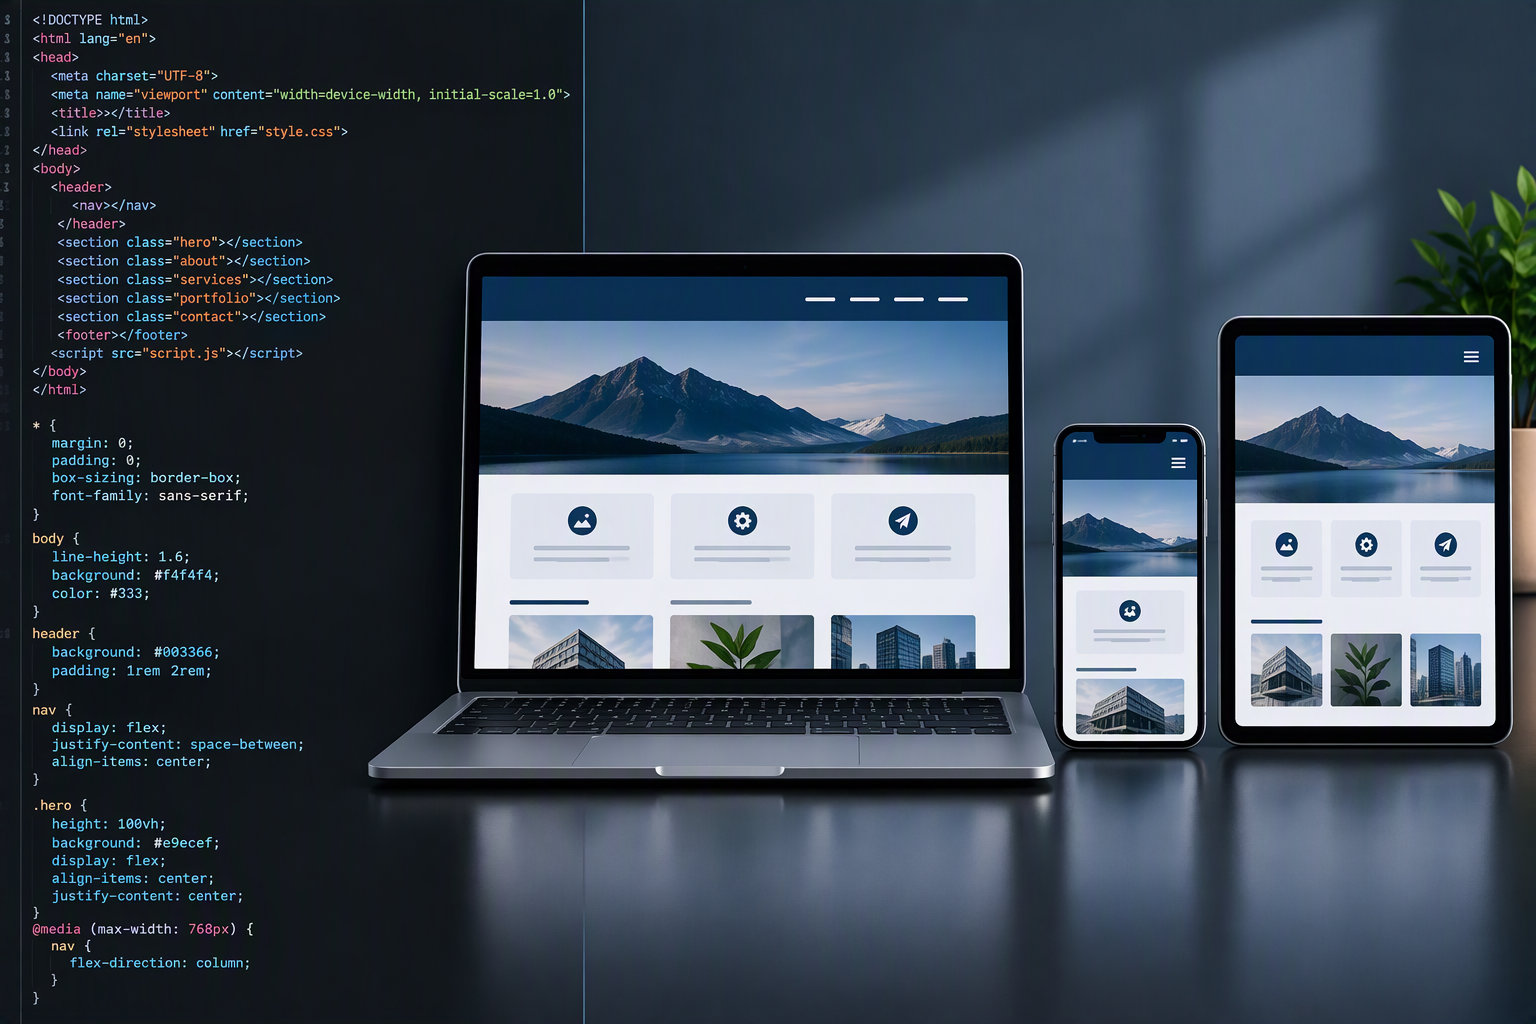 <!DOCTYPE html>
<html lang="en">
<head>
<meta charset="UTF-8">
<meta name="viewport" content="width=device-width, initial-scale=1.0">
<title>></title>
<link rel="stylesheet" href="style.css">
</head>
<body>
<header>
<nav></nav>
</header>
<section class="hero"></section>
<section class="about"></section>
<section class="services"></section>
<section class="portfolio"></section>
<section class="contact"></section>
<footer></footer>
<script src="script.js"></script>
</body>
</html>
* {
margin: 0;
padding: 0;
box-sizing: border-box;
font-family: sans-serif;
}
body {
line-height: 1.6;
background: #f4f4f4;
color: #333;
}
header {
background: #003366;
padding: 1rem 2rem;
}
nav {
display: flex;
justify-content: space-between;
align-items: center;
}
.hero {
height: 100vh;
background: #e9ecef;
display: flex;
align-items: center;
justify-content: center;
}
@media (max-width: 768px) {
nav {
flex-direction: column;
}
}